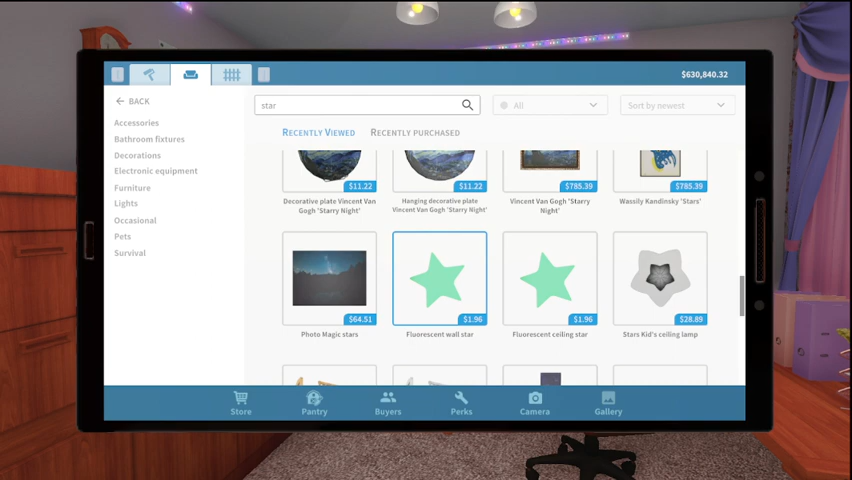 $630,840.32
BACK
star
All
Sort by newest
Accessories
Bathroom fixtures
Decorations
Electronic equipment
Furniture
Lights
Occasional
Pets
Survival
RECENTLY VIEWED
RECENTLY PURCHASED
$11.22
$11.22
$785.39
$785.39
Decorative plate Vincent Van
Gogh 'Starry Night'
Hanging decorative plate
Vincent Van Gogh 'Starry Night'
Vincent Van Gogh 'Starry
Night'
Wassily Kandinsky 'Stars'
$64.51
$1.96
$1.96
$28.89
Photo Magic stars
Fluorescent wall star
Fluorescent ceiling star
Stars Kid's ceiling lamp
Store
Pantry
Buyers
Perks
Camera
Gallery